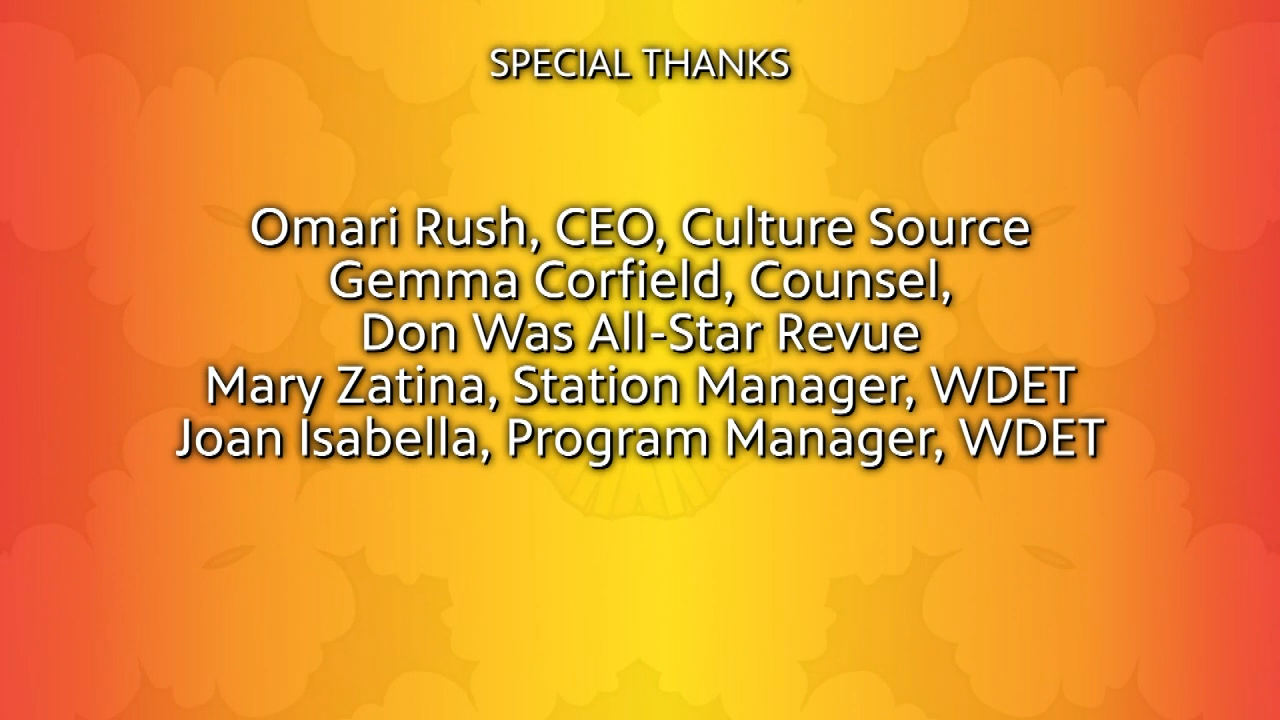 SPECIAL THANKS
Omari Rush, CEO, Culture Source
Gemma Corfield, Counsel,
Don Was All-Star Revue
Mary Zatina, Station Manager, WDET
Joan Isabella, Program Manager, WDET